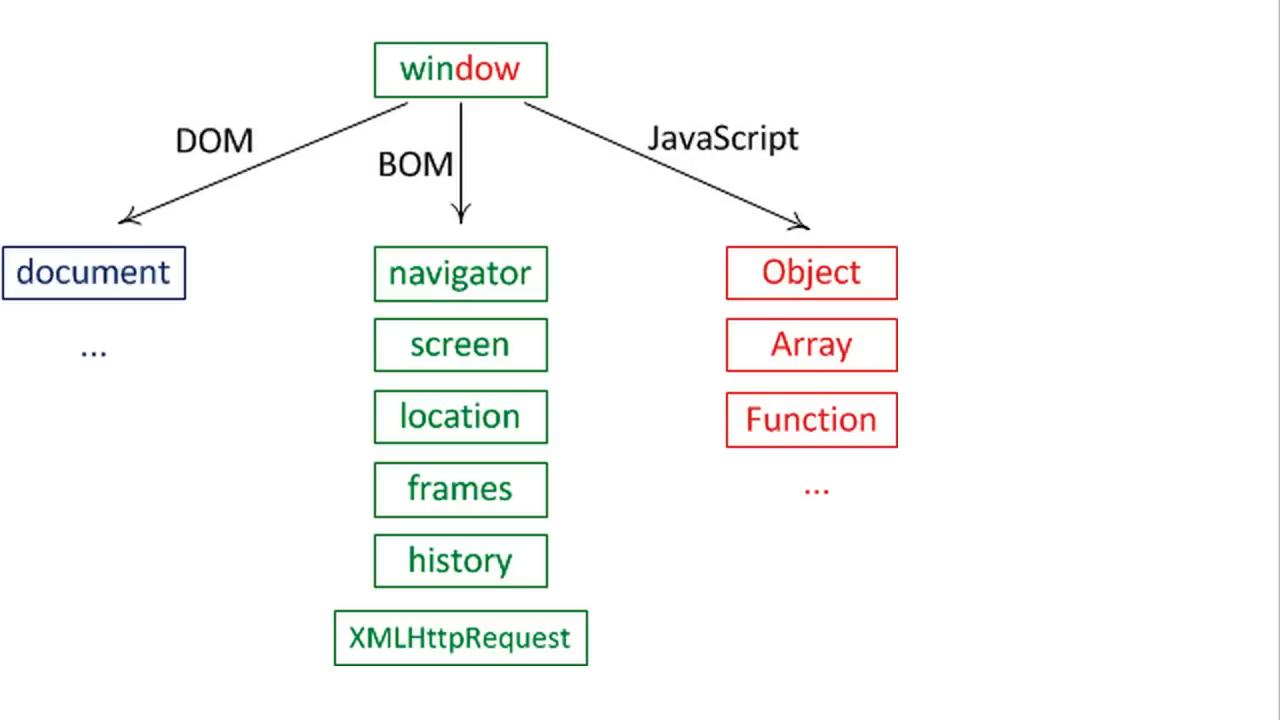 window
DOM
BOM
JavaScript
document
...
navigator
screen
location
frames
history
XMLHttpRequest
Object
Array
Function
...